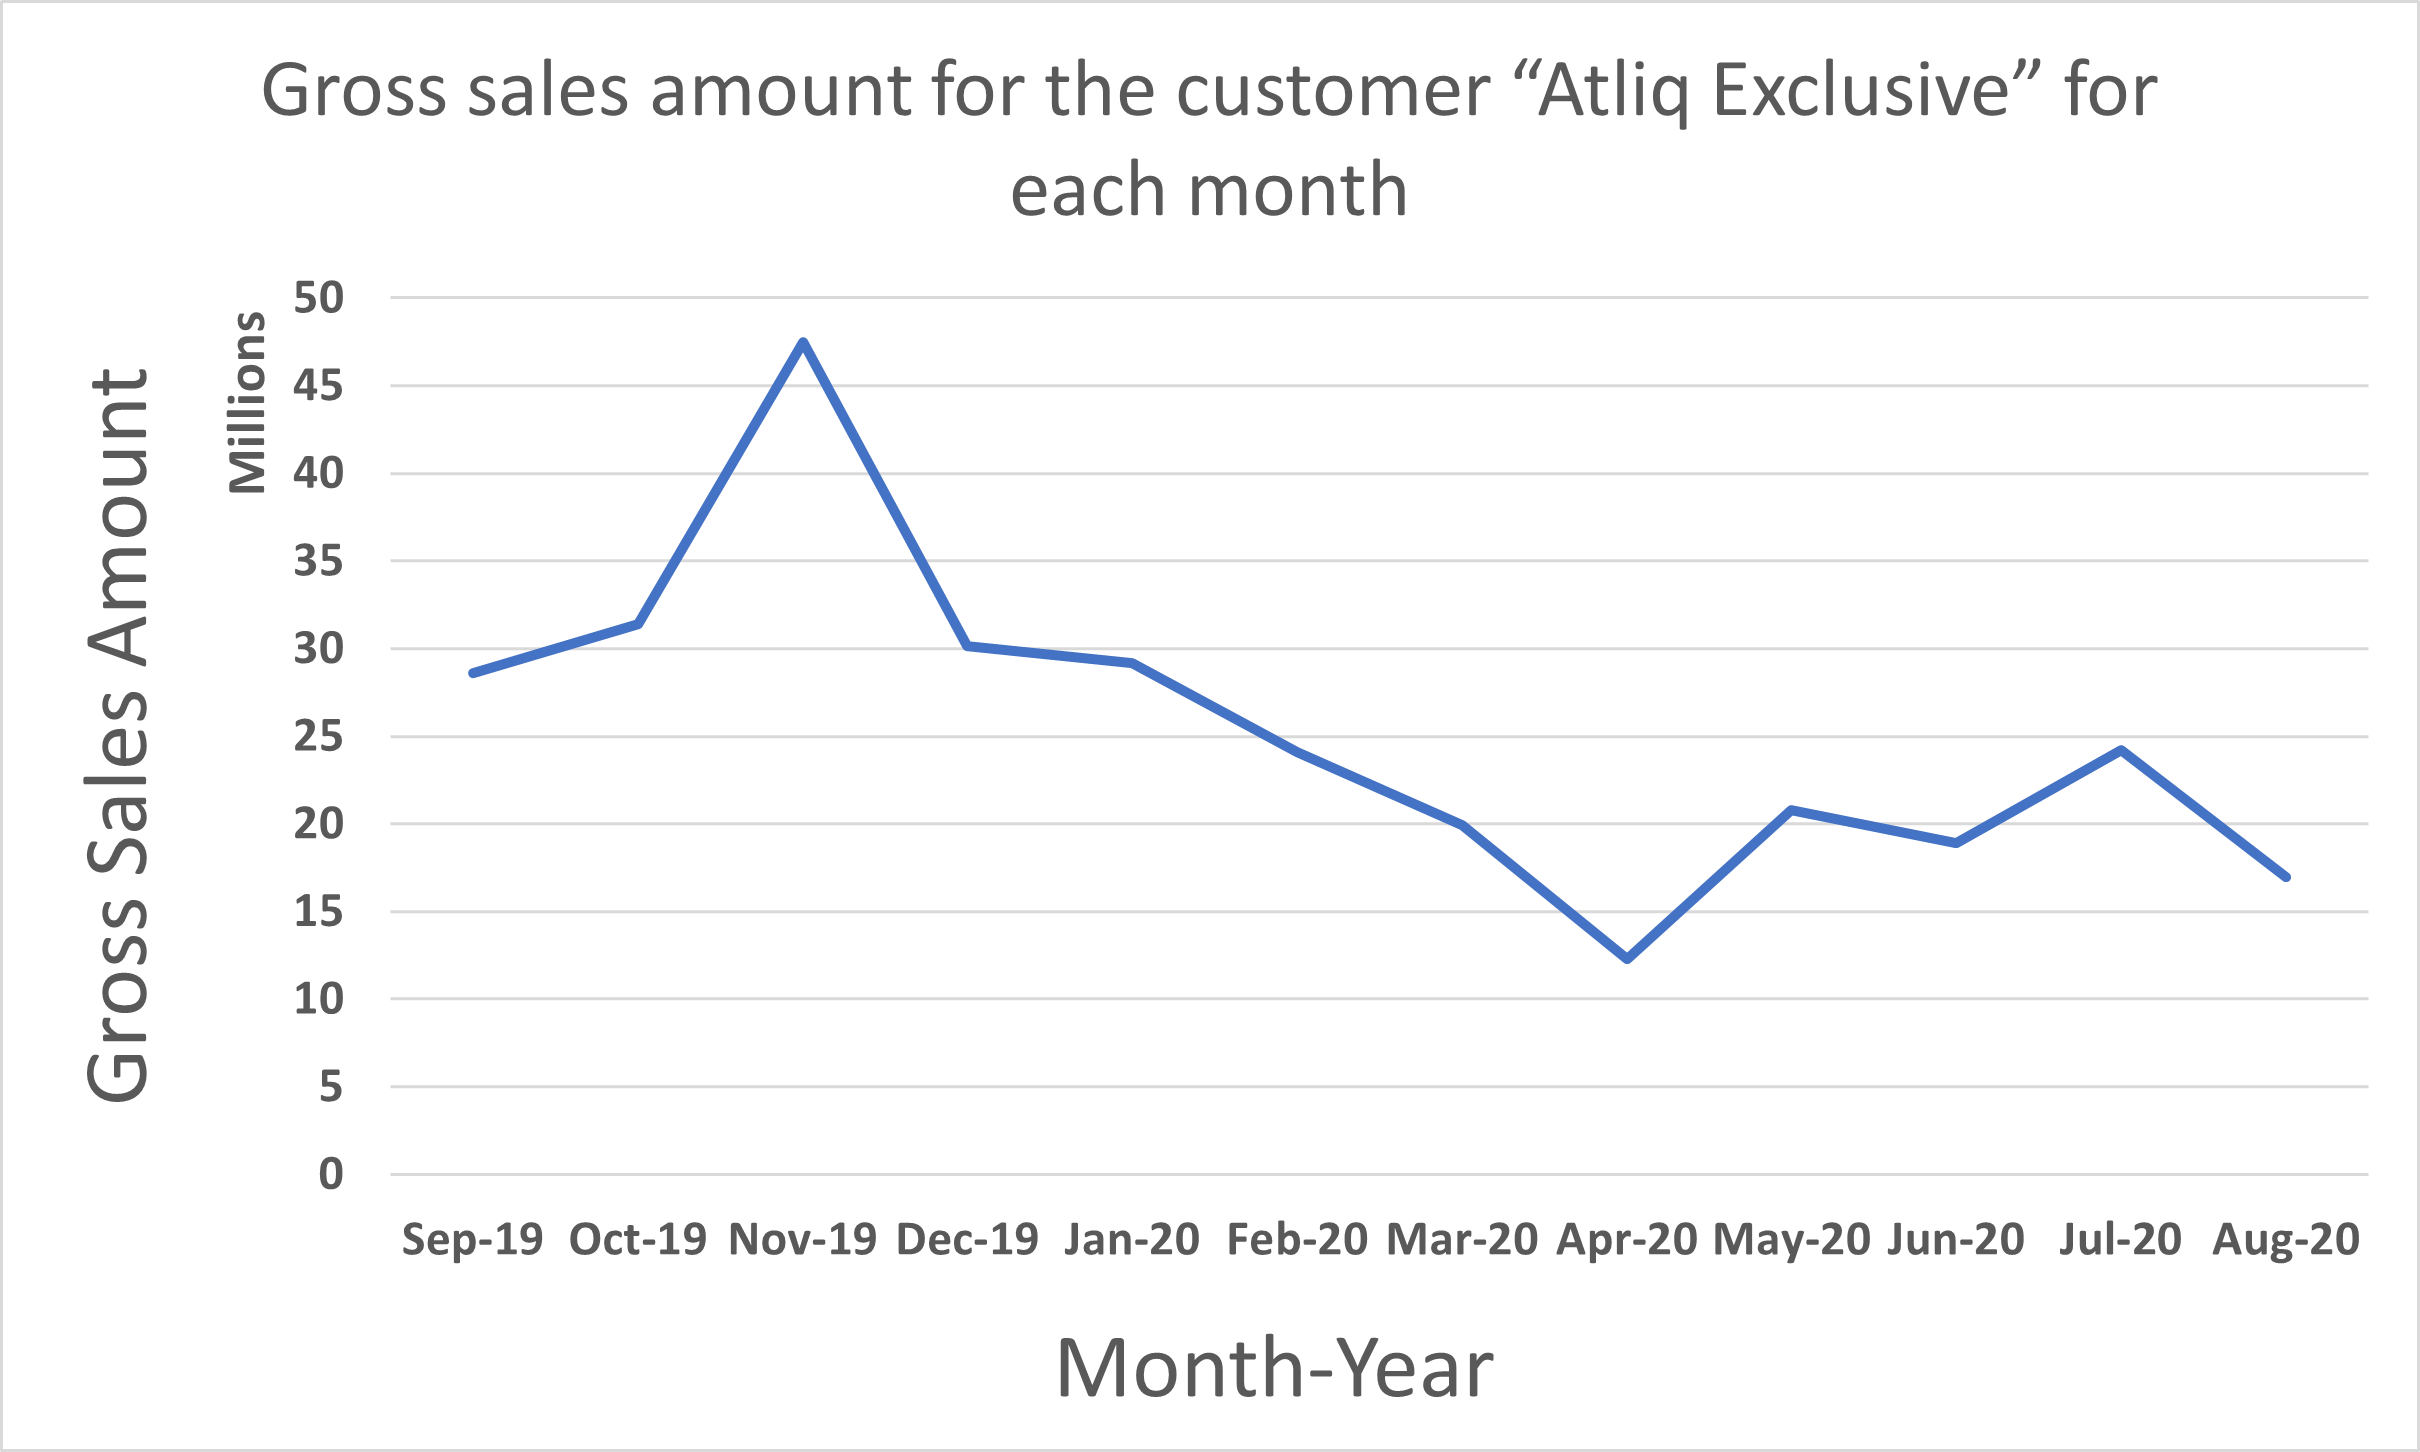 Gross sales amount for the customer “Atliq Exclusive” for
each month
Gross Sales Amount
Millions
50
45
40
35
30
25
20
15
10
5
0
Sep-19 Oct-19 Nov-19 Dec-19 Jan-20 Feb-20 Mar-20 Apr-20 May-20 Jun-20 Jul-20 Aug-20
Month-Year